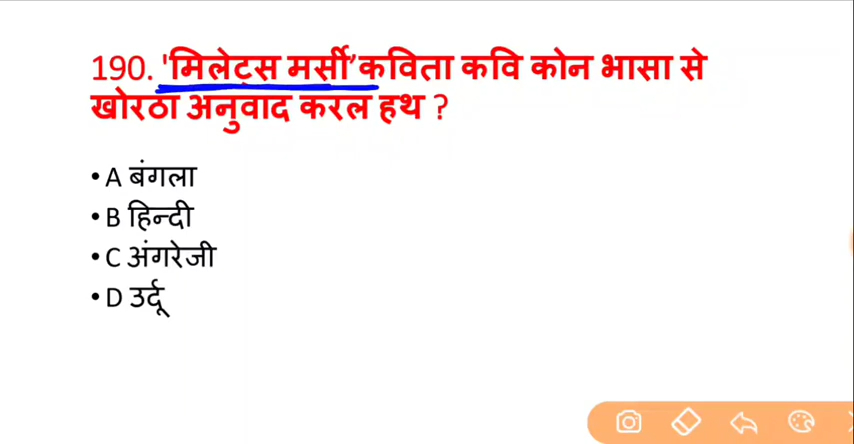 190. 'मिलेट्स मर्सी'कविता कवि कोन भासा से
खोरठा अनुवाद करल हथ ?
• A बंगला
• B हिन्दी
• C अंगरेजी
• D उर्दू